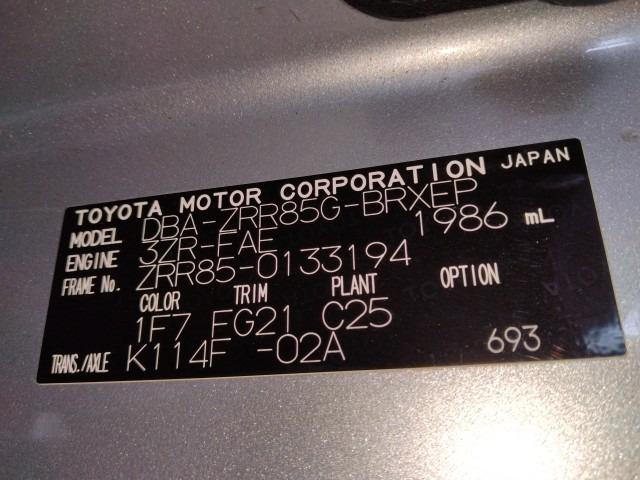 TOYOTA MOTOR CORPORATION JAPAN
MODEL DBA-ZRR85G-BRXEP
ENGINE 3ZR-FAE 1986 mL
FRAME No. ZRR85-0133194
COLOR TRIM PLANT OPTION
1F7 FG21 C25
TRANS./AXLE K114F -02A 693